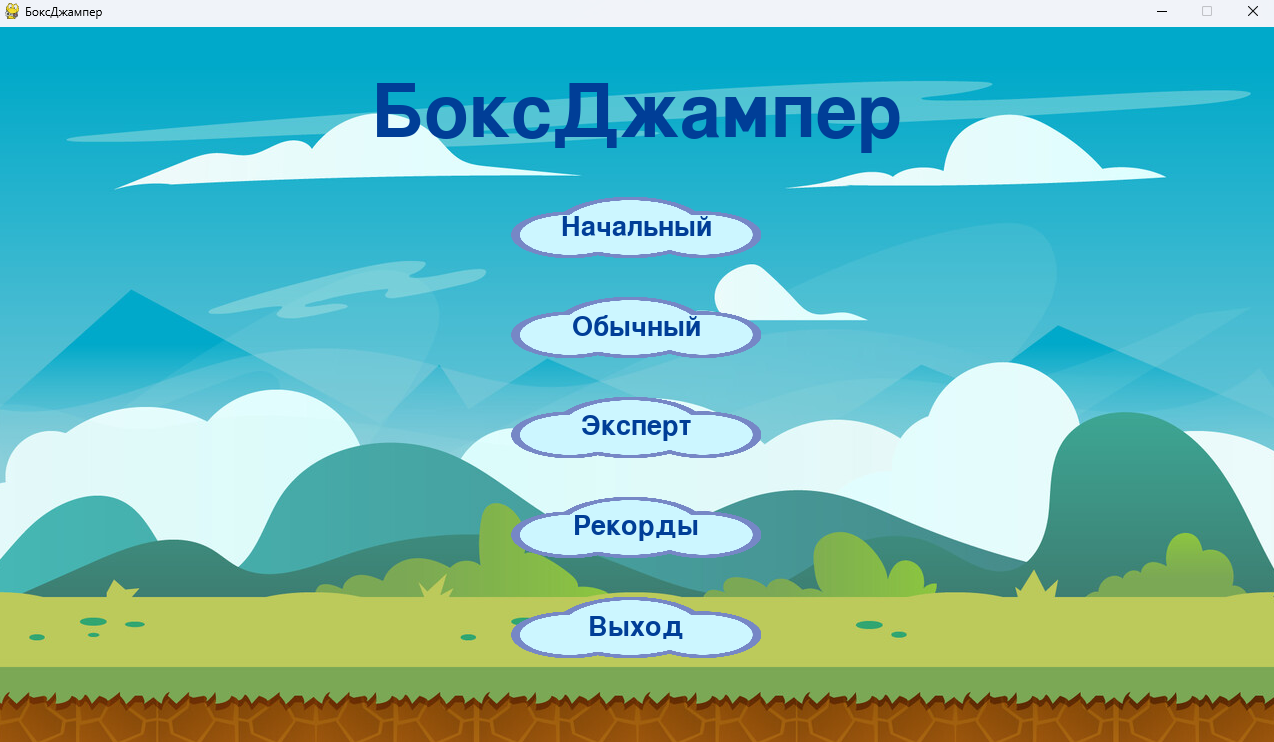 БоксДжампер
БоксДжампер
Начальный
Обычный
Эксперт
Рекорды
Выход